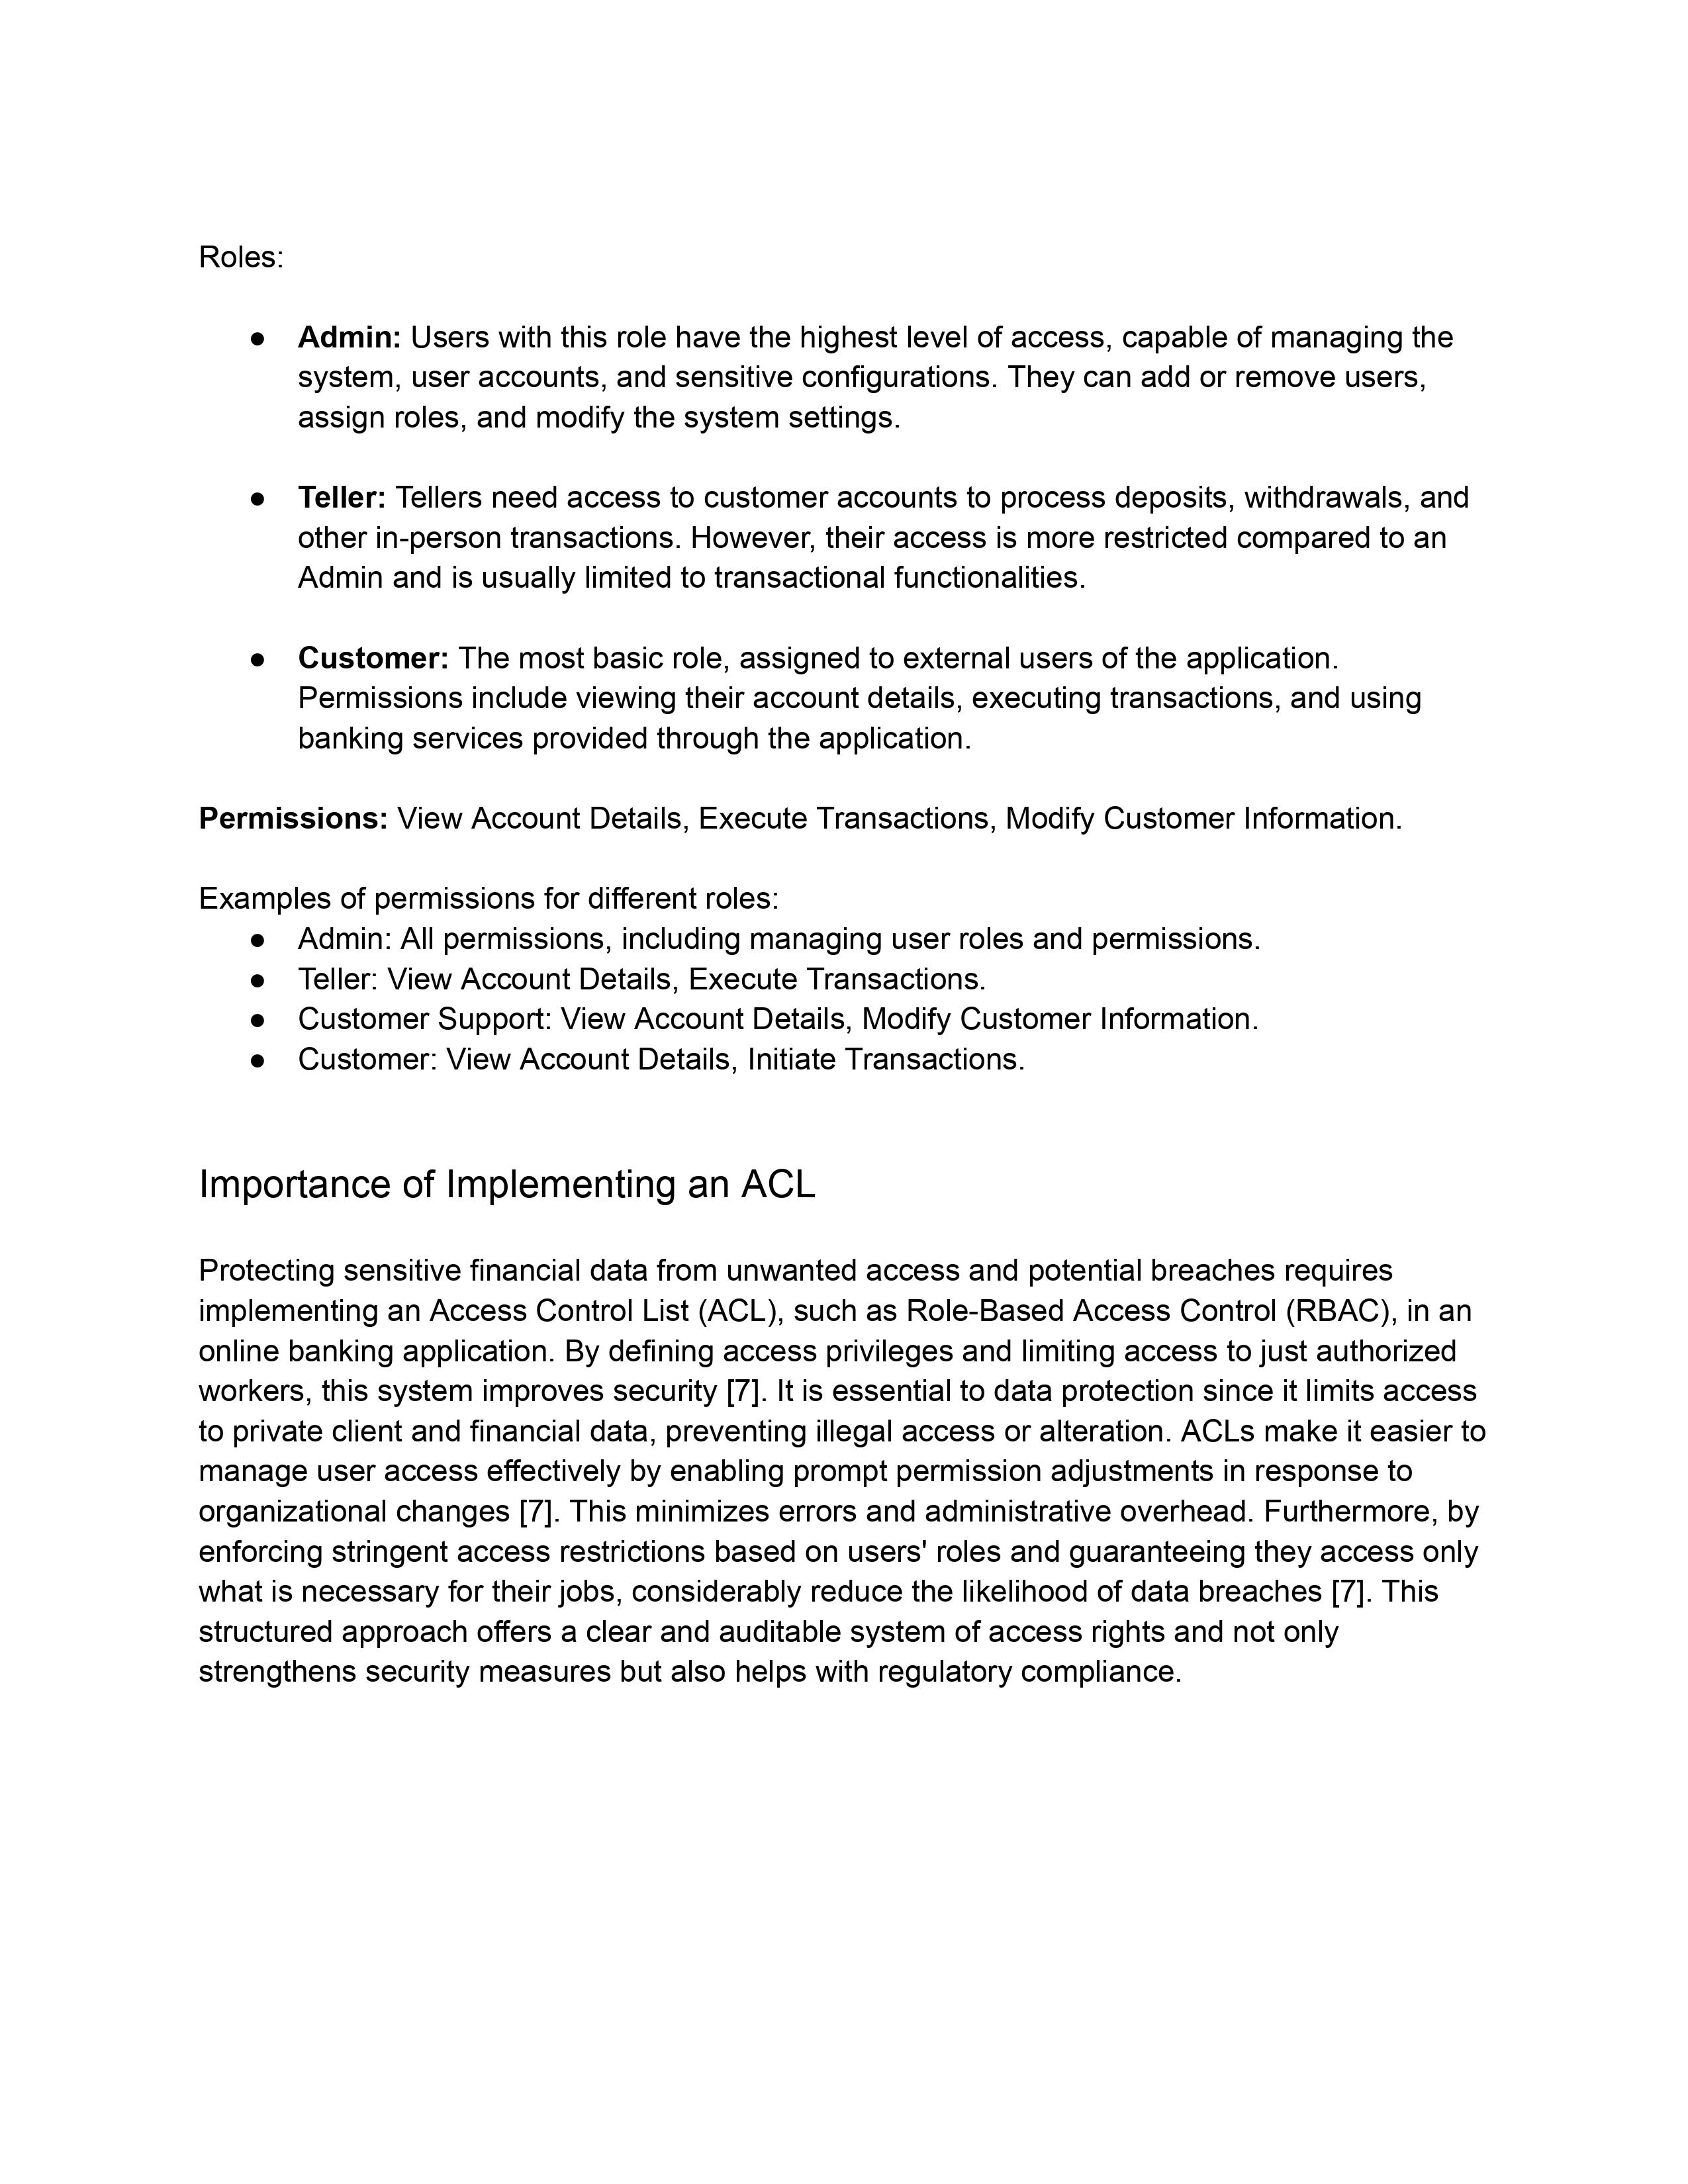 Roles:
● Admin: Users with this role have the highest level of access, capable of managing the
system, user accounts, and sensitive configurations. They can add or remove users,
assign roles, and modify the system settings.
● Teller: Tellers need access to customer accounts to process deposits, withdrawals, and
other in-person transactions. However, their access is more restricted compared to an
Admin and is usually limited to transactional functionalities.
● Customer: The most basic role, assigned to external users of the application.
Permissions include viewing their account details, executing transactions, and using
banking services provided through the application.
Permissions: View Account Details, Execute Transactions, Modify Customer Information.
Examples of permissions for different roles:
● Admin: All permissions, including managing user roles and permissions.
● Teller: View Account Details, Execute Transactions.
● Customer Support: View Account Details, Modify Customer Information.
● Customer: View Account Details, Initiate Transactions.
Importance of Implementing an ACL
Protecting sensitive financial data from unwanted access and potential breaches requires
implementing an Access Control List (ACL), such as Role-Based Access Control (RBAC), in an
online banking application. By defining access privileges and limiting access to just authorized
workers, this system improves security [7]. It is essential to data protection since it limits access
to private client and financial data, preventing illegal access or alteration. ACLs make it easier to
manage user access effectively by enabling prompt permission adjustments in response to
organizational changes [7]. This minimizes errors and administrative overhead. Furthermore, by
enforcing stringent access restrictions based on users' roles and guaranteeing they access only
what is necessary for their jobs, considerably reduce the likelihood of data breaches [7]. This
structured approach offers a clear and auditable system of access rights and not only
strengthens security measures but also helps with regulatory compliance.